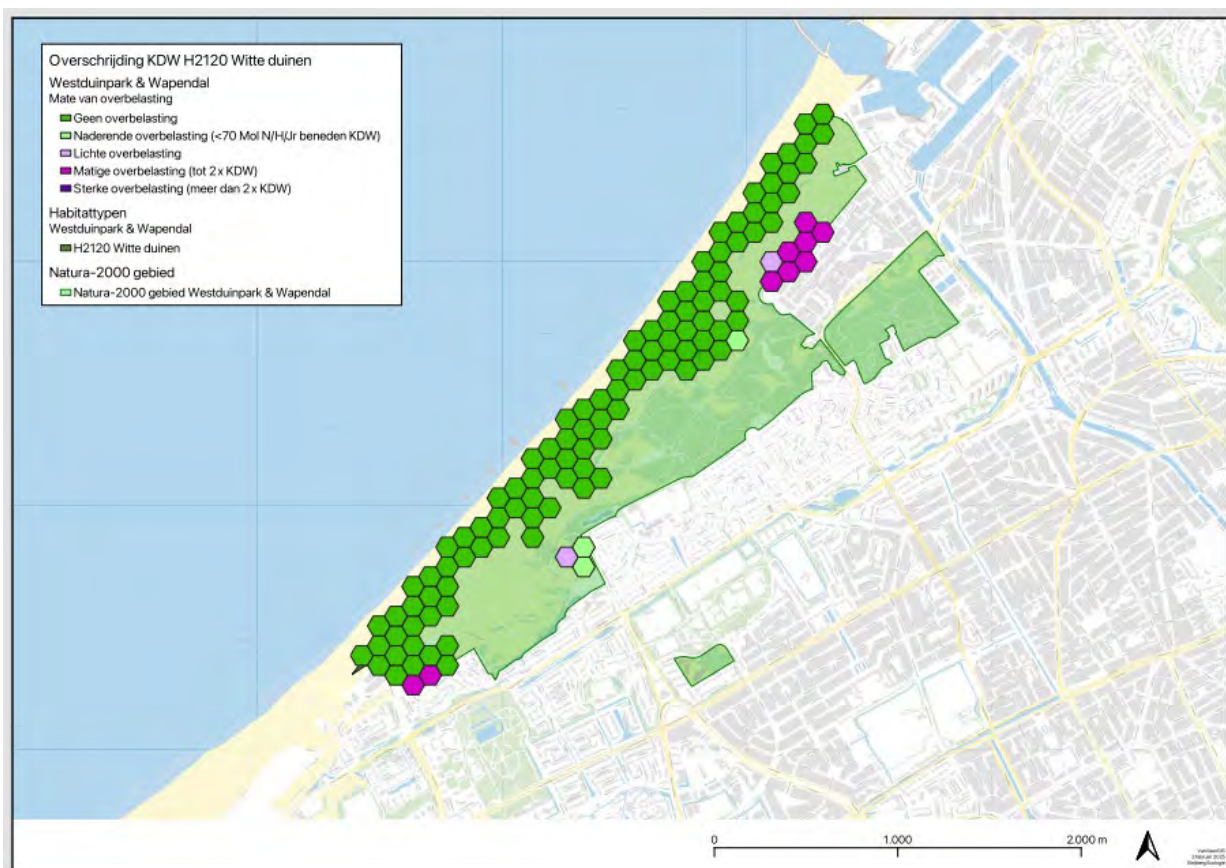 Overschrijding KDW H2120 Witte duinen
Westduinpark & Wapendal
Mate van overbelasting
Geen overbelasting
Naderende overbelasting (<70 Mol N/H/Jr beneden KDW)
Lichte overbelasting
Matige overbelasting (tot 2 x KDW)
Sterke overbelasting (meer dan 2 x KDW)
Habitattypen
Westduinpark & Wapendal
H2120 Witte duinen
Natura-2000 gebied
Natura-2000 gebied Westduinpark & Wapendal
0 1.000 2.000 m